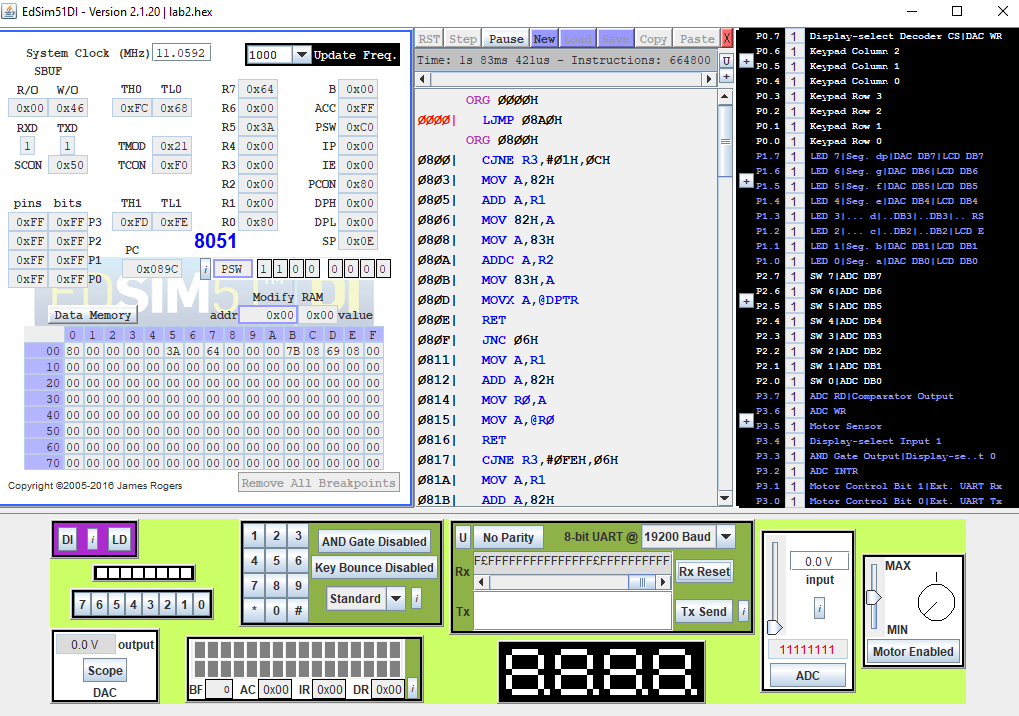 EdSim51DI - Version 2.1.20 | lab2.hex
System Clock (MHz) 11.0592
1000 Update Freq.
SBUF
R/O W/O
0x00 0x46
RXD TXD
1 1
SCON 0x50
TH0 TL0
0xFC 0x68
TMOD 0x21
TCON 0xF0
TH1 TL1
0xFD 0xFE
R7 0x64
R6 0x00
R5 0x3A
R4 0x00
R3 0x00
R2 0x00
R1 0x00
R0 0x80
B 0x00
ACC 0xFF
PSW 0xC0
IP 0x00
IE 0x00
PCON 0x80
DPH 0x00
DPL 0x00
SP 0x0E
pins bits
0xFF 0xFF P3
0xFF 0xFF P2
0xFF 0xFF P1
0xFF 0xFF P0
8051
PC
0x089C i PSW 1 1 0 0 0 0 0 0
EDSIM51DI
TM
Modify RAM
Data Memory addr 0x00 0x00 value
0 1 2 3 4 5 6 7 8 9 A B C D E F
00 80 00 00 00 00 3A 00 64 00 00 00 7B 08 69 08 00
10 00 00 00 00 00 00 00 00 00 00 00 00 00 00 00 00
20 00 00 00 00 00 00 00 00 00 00 00 00 00 00 00 00
30 00 00 00 00 00 00 00 00 00 00 00 00 00 00 00 00
40 00 00 00 00 00 00 00 00 00 00 00 00 00 00 00 00
50 00 00 00 00 00 00 00 00 00 00 00 00 00 00 00 00
60 00 00 00 00 00 00 00 00 00 00 00 00 00 00 00 00
70 00 00 00 00 00 00 00 00 00 00 00 00 00 00 00 00
Copyright ©2005-2016 James Rogers Remove All Breakpoints
RST Step Pause New Load Save Copy Paste X
Time: 1s 83ms 421us - Instructions: 664800 U
+
ORG 0000H
0000| LJMP 08A0H
ORG 0800H
0800| CJNE R3,#01H,0CH
0803| MOV A,82H
0805| ADD A,R1
0806| MOV 82H,A
0808| MOV A,83H
080A| ADDC A,R2
080B| MOV 83H,A
080D| MOVX A,@DPTR
080E| RET
080F| JNC 06H
0811| MOV A,R1
0812| ADD A,82H
0814| MOV R0,A
0815| MOV A,@R0
0816| RET
0817| CJNE R3,#0FEH,06H
081A| MOV A,R1
081B| ADD A,82H
P0.7 1 Display-select Decoder CS|DAC WR
+ P0.6 1 Keypad Column 2
P0.5 1 Keypad Column 1
P0.4 1 Keypad Column 0
P0.3 1 Keypad Row 3
P0.2 1 Keypad Row 2
P0.1 1 Keypad Row 1
P0.0 1 Keypad Row 0
P1.7 1 LED 7|Seg. dp|DAC DB7|LCD DB7
+ P1.6 1 LED 6|Seg. g|DAC DB6|LCD DB6
P1.5 1 LED 5|Seg. f|DAC DB5|LCD DB5
P1.4 1 LED 4|Seg. e|DAC DB4|LCD DB4
P1.3 1 LED 3|... d|..DB3|..DB3|.. RS
P1.2 1 LED 2|... c|..DB2|..DB2|LCD E
P1.1 1 LED 1|Seg. b|DAC DB1|LCD DB1
P1.0 1 LED 0|Seg. a|DAC DB0|LCD DB0
P2.7 1 SW 7|ADC DB7
+ P2.6 1 SW 6|ADC DB6
P2.5 1 SW 5|ADC DB5
P2.4 1 SW 4|ADC DB4
P2.3 1 SW 3|ADC DB3
P2.2 1 SW 2|ADC DB2
P2.1 1 SW 1|ADC DB1
P2.0 1 SW 0|ADC DB0
P3.7 1 ADC RD|Comparator Output
+ P3.6 1 ADC WR
P3.5 1 Motor Sensor
P3.4 1 Display-select Input 1
P3.3 1 AND Gate Output|Display-se..t 0
P3.2 1 ADC INTR
P3.1 1 Motor Control Bit 1|Ext. UART Rx
P3.0 1 Motor Control Bit 0|Ext. UART Tx
DI i LD
7 6 5 4 3 2 1 0
0.0 V output
Scope
DAC
1 2 3
4 5 6
7 8 9
* 0 #
AND Gate Disabled
Key Bounce Disabled
Standard i
BF 0 AC 0x00 IR 0x00 DR 0x00 i
U No Parity 8-bit UART @ 19200 Baud
Rx F£FFFFFFFFFFFFFF£FFFFFFFFFF Rx Reset
Tx Tx Send i
8.8.8.8.
0.0 V
input
i
11111111
ADC
MAX
MIN
Motor Enabled